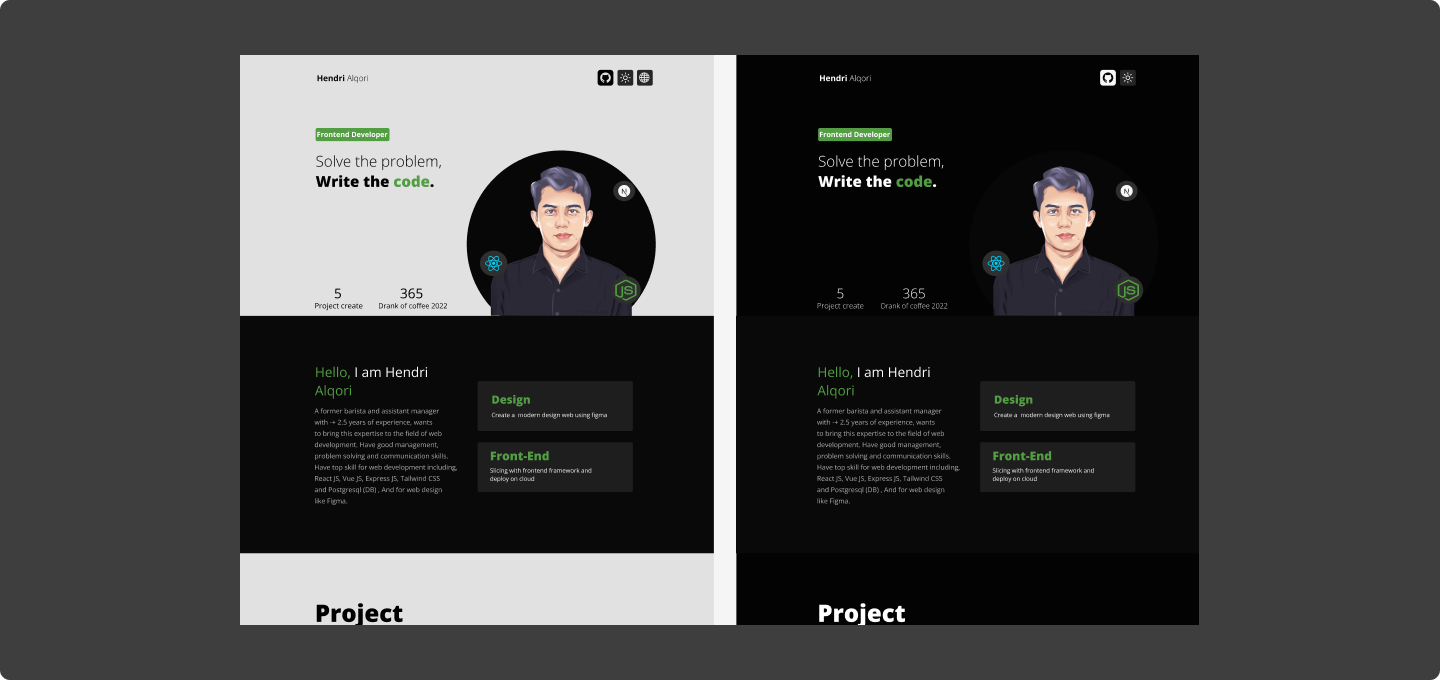 Hendri Alqori
Frontend Developer
Solve the problem,
Write the code.
N
JS
5
Project create
365
Drank of coffee 2022
Hello, I am Hendri
Alqori
A former barista and assistant manager
with -+ 2.5 years of experience, wants
to bring this expertise to the field of web
development. Have good management,
problem solving and communication skills.
Have top skill for web development including,
React JS, Vue JS, Express JS, Tailwind CSS
and Postgresql (DB) , And for web design
like Figma.
Design
Create a  modern design web using figma
Front-End
Slicing with frontend framework and
deploy on cloud
Project
Hendri Alqori
Frontend Developer
Solve the problem,
Write the code.
N
JS
5
Project create
365
Drank of coffee 2022
Hello, I am Hendri
Alqori
A former barista and assistant manager
with -+ 2.5 years of experience, wants
to bring this expertise to the field of web
development. Have good management,
problem solving and communication skills.
Have top skill for web development including,
React JS, Vue JS, Express JS, Tailwind CSS
and Postgresql (DB) , And for web design
like Figma.
Design
Create a  modern design web using figma
Front-End
Slicing with frontend framework and
deploy on cloud
Project